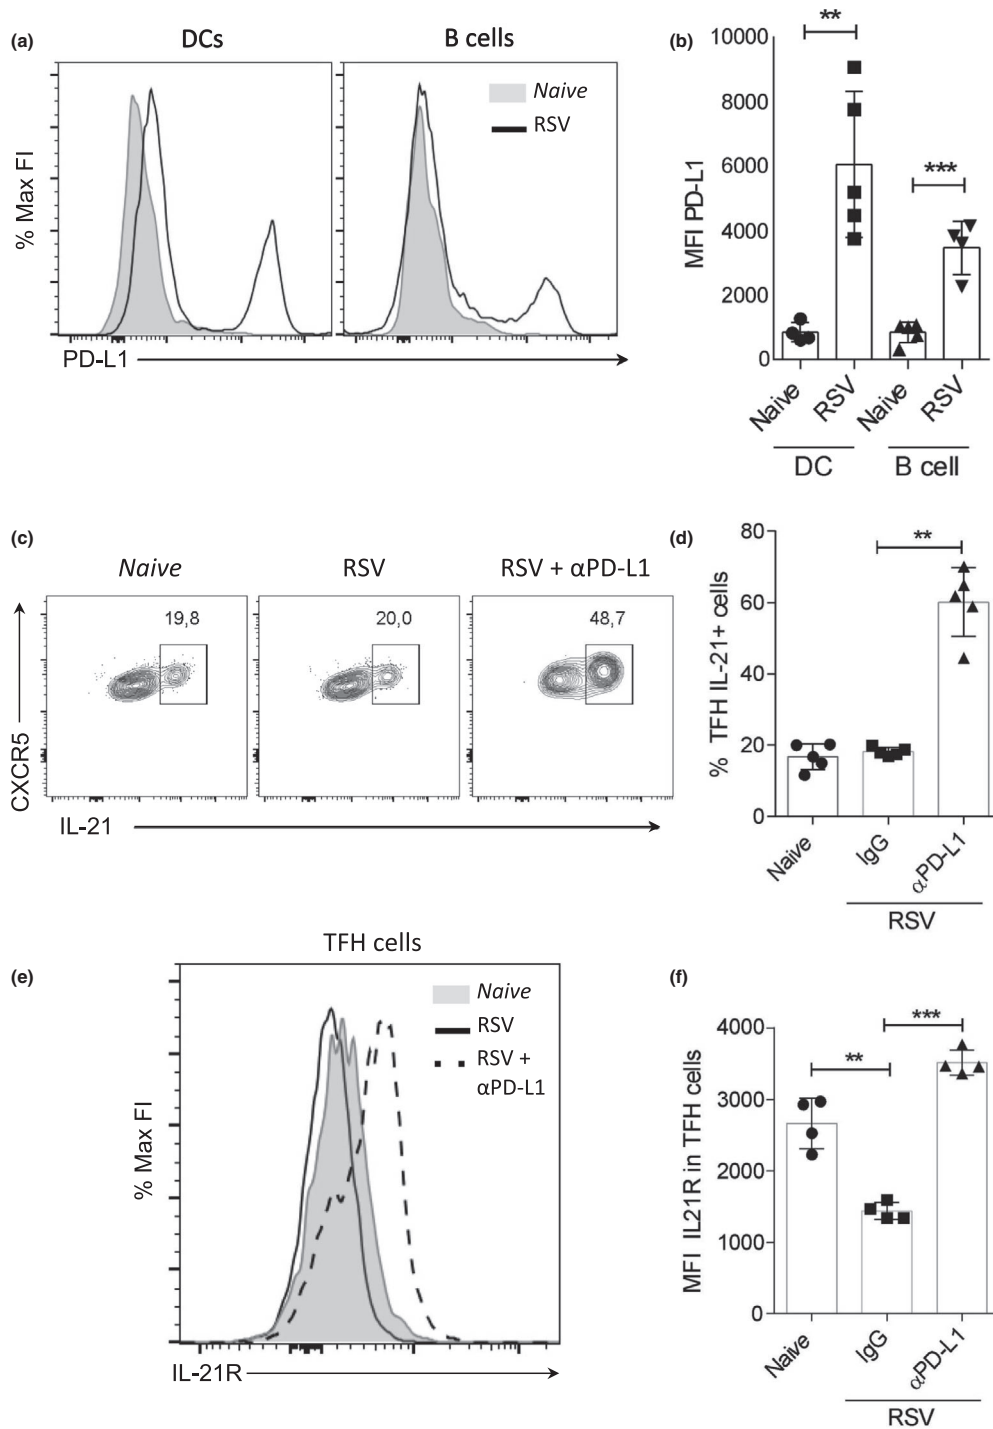 (a)
DCs
B cells
Naive
RSV
% Max FI
PD-L1
(b)
**
***
MFI PD-L1
10000
8000
6000
4000
2000
0
Naive
RSV
Naive
RSV
DC
B cell
(c)
Naive
RSV
RSV + αPD-L1
19,8
20,0
48,7
CXCR5
IL-21
(d)
**
% TFH IL-21+ cells
80
60
40
20
0
Naive
IgG
αPD-L1
RSV
(e)
TFH cells
Naive
RSV
RSV +
αPD-L1
% Max FI
IL-21R
(f)
***
**
MFI IL21R in TFH cells
4000
3000
2000
1000
0
Naive
IgG
αPD-L1
RSV